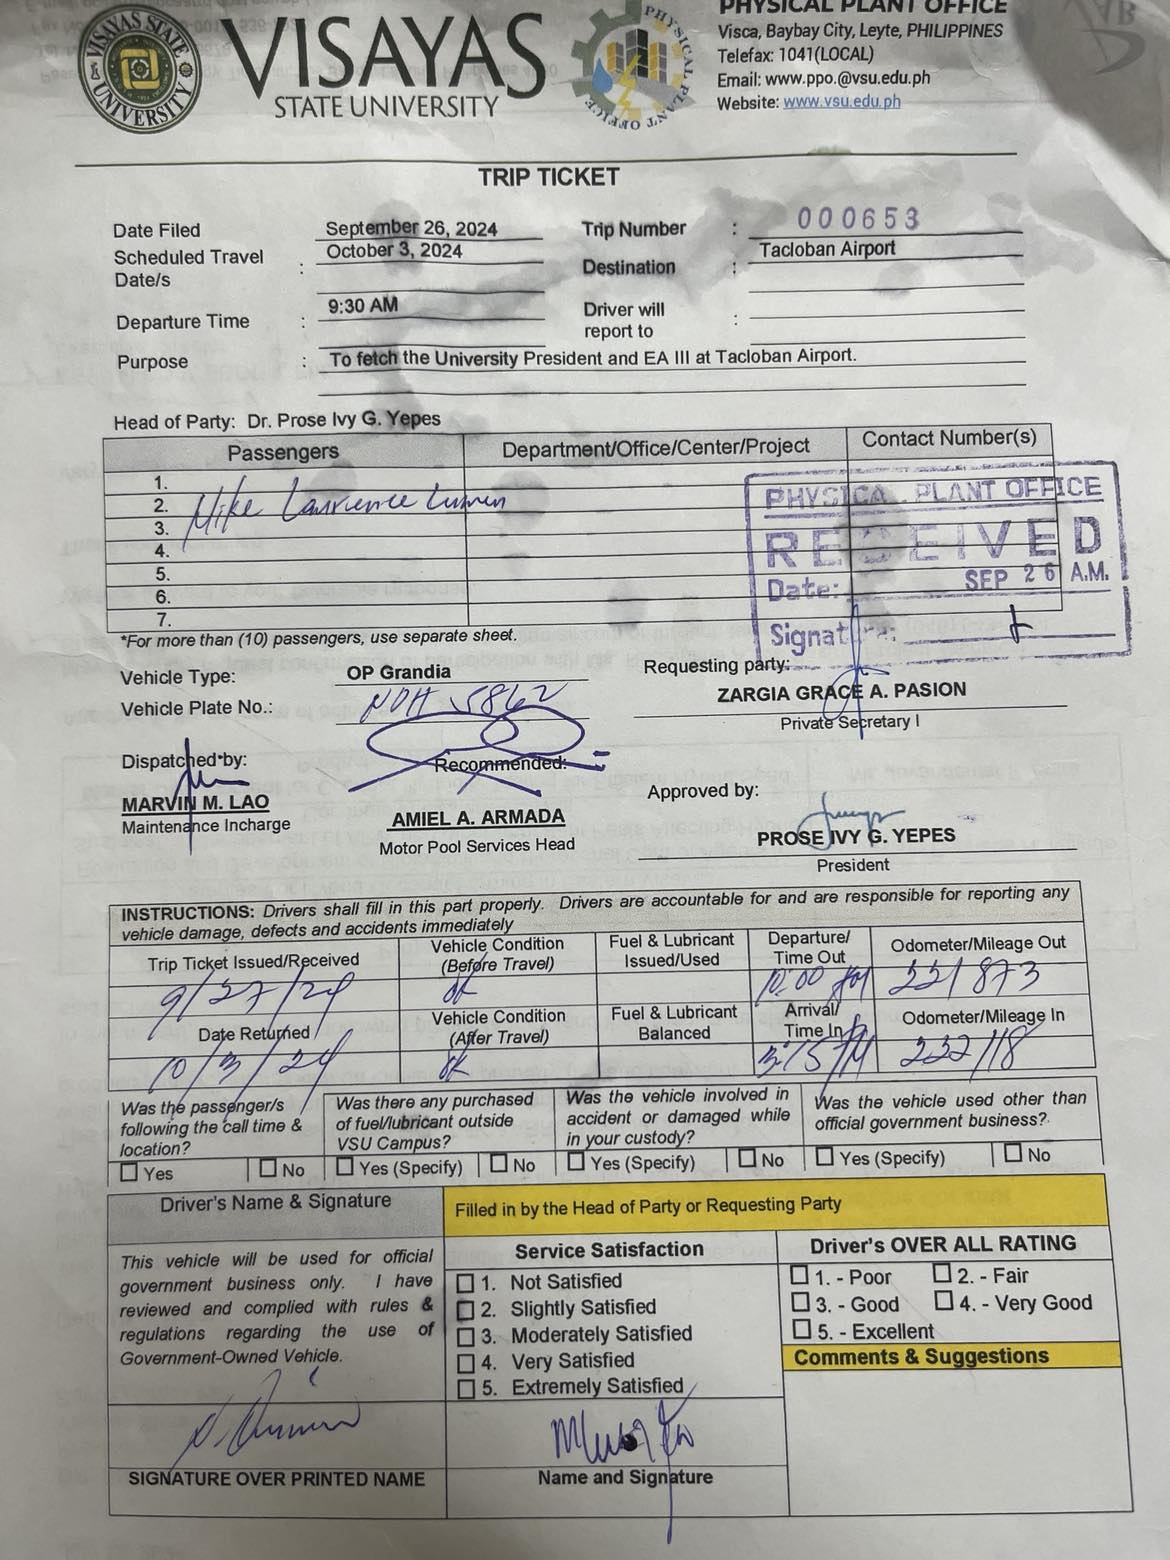 VISAYAS STATE UNIVERSITY
VISAYAS
STATE UNIVERSITY
PHYSICAL PLANT OFFICE
PHYSICAL PLANT OFFICE
Visca, Baybay City, Leyte, PHILIPPINES
Telefax: 1041(LOCAL)
Email: www.ppo.@vsu.edu.ph
Website: www.vsu.edu.ph
TRIP TICKET
Date Filed September 26, 2024 Trip Number : 000653
Scheduled Travel Date/s : October 3, 2024 Destination : Tacloban Airport
Departure Time : 9:30 AM Driver will report to :
Purpose : To fetch the University President and EA III at Tacloban Airport.
Head of Party: Dr. Prose Ivy G. Yepes
Passengers Department/Office/Center/Project Contact Number(s)
1.
2. Mike Laurence Lumen
3.
4.
5.
6.
7.
PHYSICAL PLANT OFFICE
RECEIVED
Date: SEP 26 A.M.
Signature:
*For more than (10) passengers, use separate sheet.
Vehicle Type: OP Grandia
Vehicle Plate No.: NDH 5862
Requesting party:
ZARGIA GRACE A. PASION
Private Secretary I
Dispatched by:
MARVIN M. LAO
Maintenance Incharge
Recommended:
AMIEL A. ARMADA
Motor Pool Services Head
Approved by:
PROSE IVY G. YEPES
President
INSTRUCTIONS: Drivers shall fill in this part properly. Drivers are accountable for and are responsible for reporting any
vehicle damage, defects and accidents immediately
Trip Ticket Issued/Received Vehicle Condition (Before Travel) Fuel & Lubricant Issued/Used Departure/ Time Out Odometer/Mileage Out
9/27/24 ok 10:00 AM 221873
Date Returned Vehicle Condition (After Travel) Fuel & Lubricant Balanced Arrival/ Time In Odometer/Mileage In
10/3/24 ok 3:15 PM 222118
Was the passenger/s following the call time & location?
☐ Yes ☐ No
Was there any purchased of fuel/lubricant outside VSU Campus?
☐ Yes (Specify) ☐ No
Was the vehicle involved in accident or damaged while in your custody?
☐ Yes (Specify) ☐ No
Was the vehicle used other than official government business?
☐ Yes (Specify) ☐ No
Driver's Name & Signature
This vehicle will be used for official
government business only. I have
reviewed and complied with rules &
regulations regarding the use of
Government-Owned Vehicle.
SIGNATURE OVER PRINTED NAME
Filled in by the Head of Party or Requesting Party
Service Satisfaction
☐ 1. Not Satisfied
☐ 2. Slightly Satisfied
☐ 3. Moderately Satisfied
☐ 4. Very Satisfied
☐ 5. Extremely Satisfied
Name and Signature
Driver's OVER ALL RATING
☐ 1. - Poor ☐ 2. - Fair
☐ 3. - Good ☐ 4. - Very Good
☐ 5. - Excellent
Comments & Suggestions